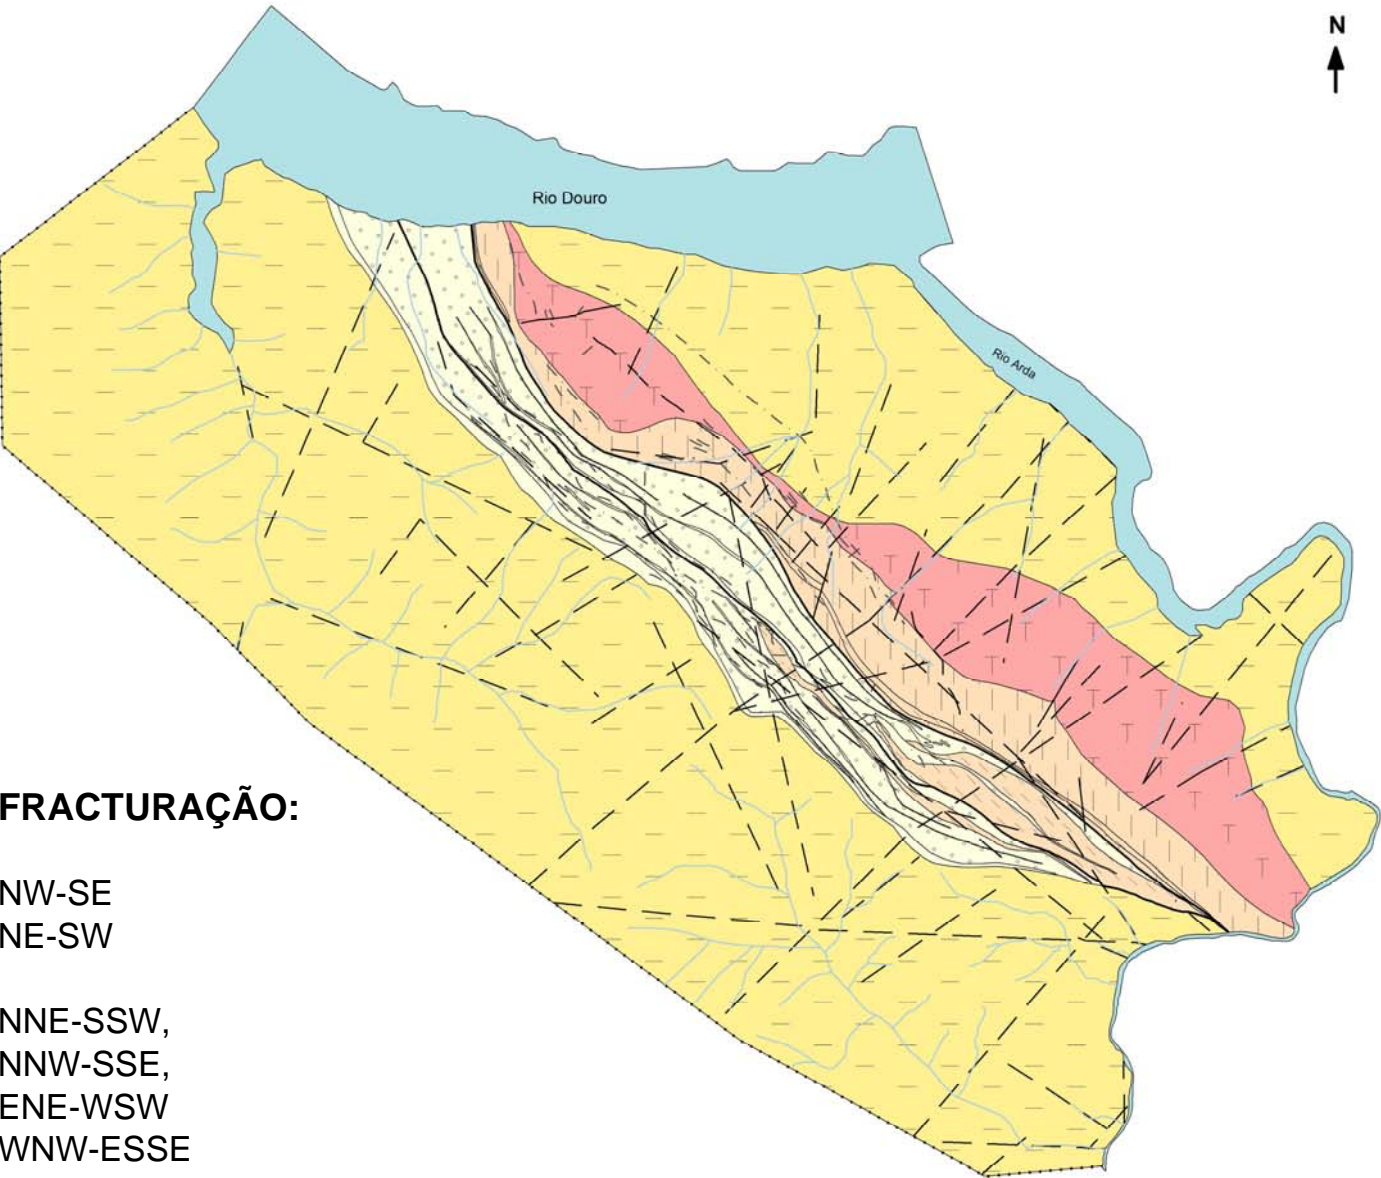 N
Rio Douro
Rio Arda
FRACTURAÇÃO:
NW-SE
NE-SW
NNE-SSW,
NNW-SSE,
ENE-WSW
WNW-ESSE